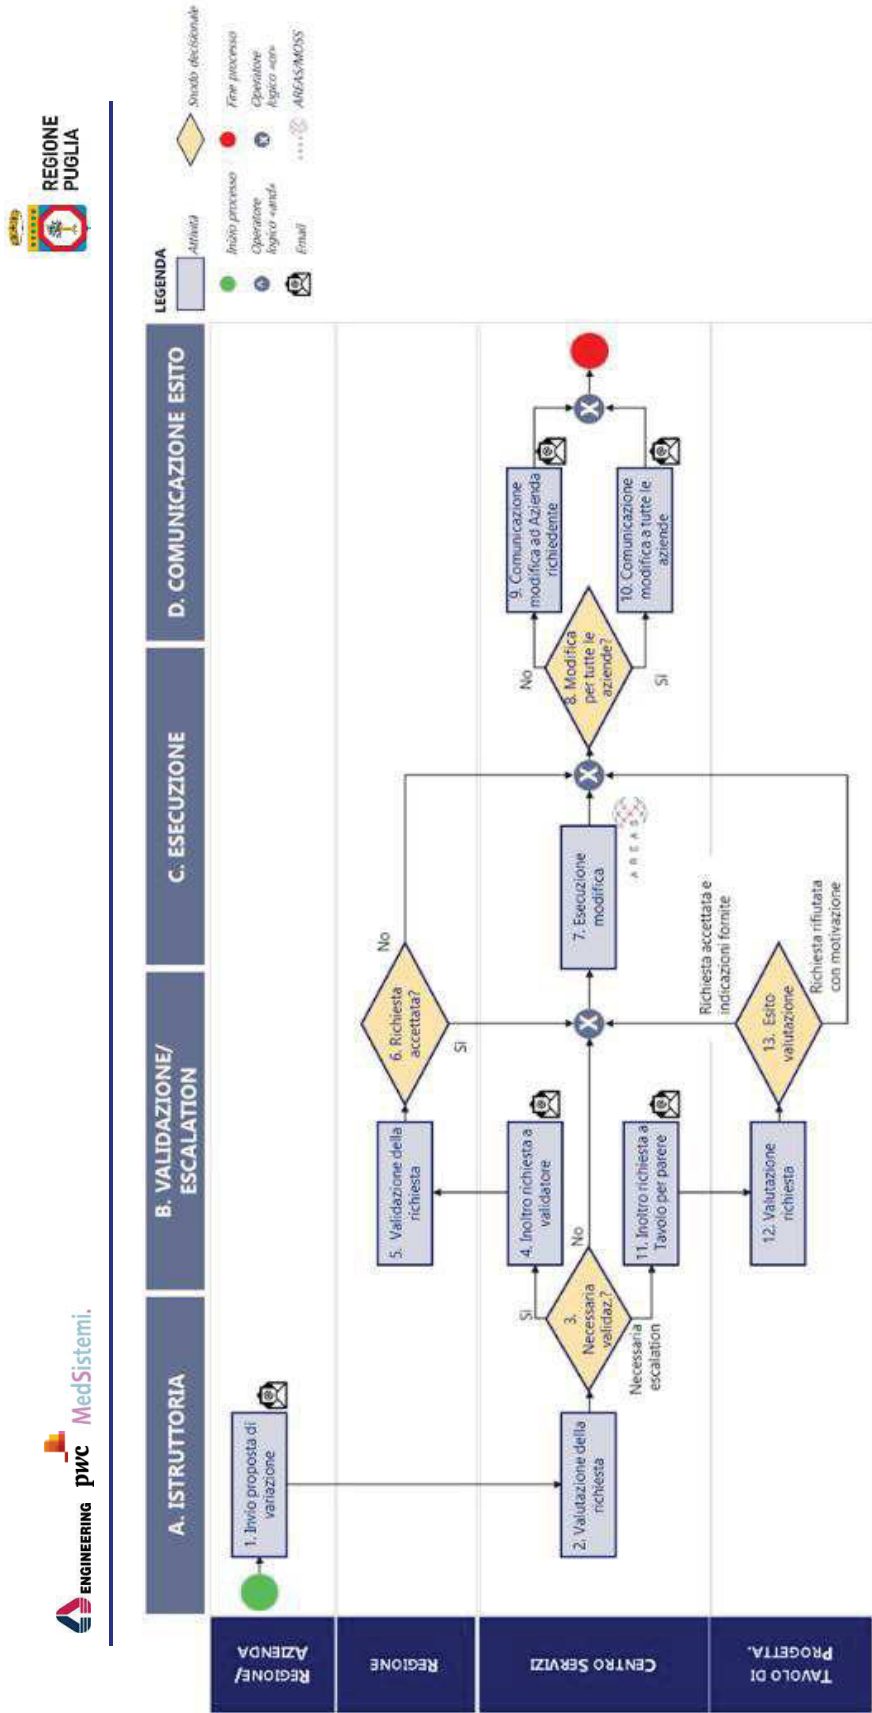 ENGINEERING
pwc
MedSistemi.
REGIONE
PUGLIA
A. ISTRUTTORIA
B. VALIDAZIONE/
ESCALATION
C. ESECUZIONE
D. COMUNICAZIONE ESITO
LEGENDA
Attività
Snodo decisionale
Inizio processo
Fine processo
Operatore
logico «and»
Operatore
logico «or»
Email
AREAS/MOSS
REGIONE/
AZIENDA
1. Invio proposta di
variazione
REGIONE
5. Validazione della
richiesta
6. Richiesta
accettata?
No
Si
CENTRO SERVIZI
2. Valutazione della
richiesta
3.
Necessaria
validaz.?
Si
No
Necessaria
escalation
4. Inoltro richiesta a
validatore
11. Inoltro richiesta a
Tavolo per parere
X
7. Esecuzione
modifica
A R E A S
X
8. Modifica
per tutte le
aziende?
No
Si
9. Comunicazione
modifica ad Azienda
richiedente
10. Comunicazione
modifica a tutte le
aziende
X
TAVOLO DI
PROGETTA.
12. Valutazione
richiesta
13. Esito
valutazione
Richiesta accettata e
indicazioni fornite
Richiesta rifiutata
con motivazione